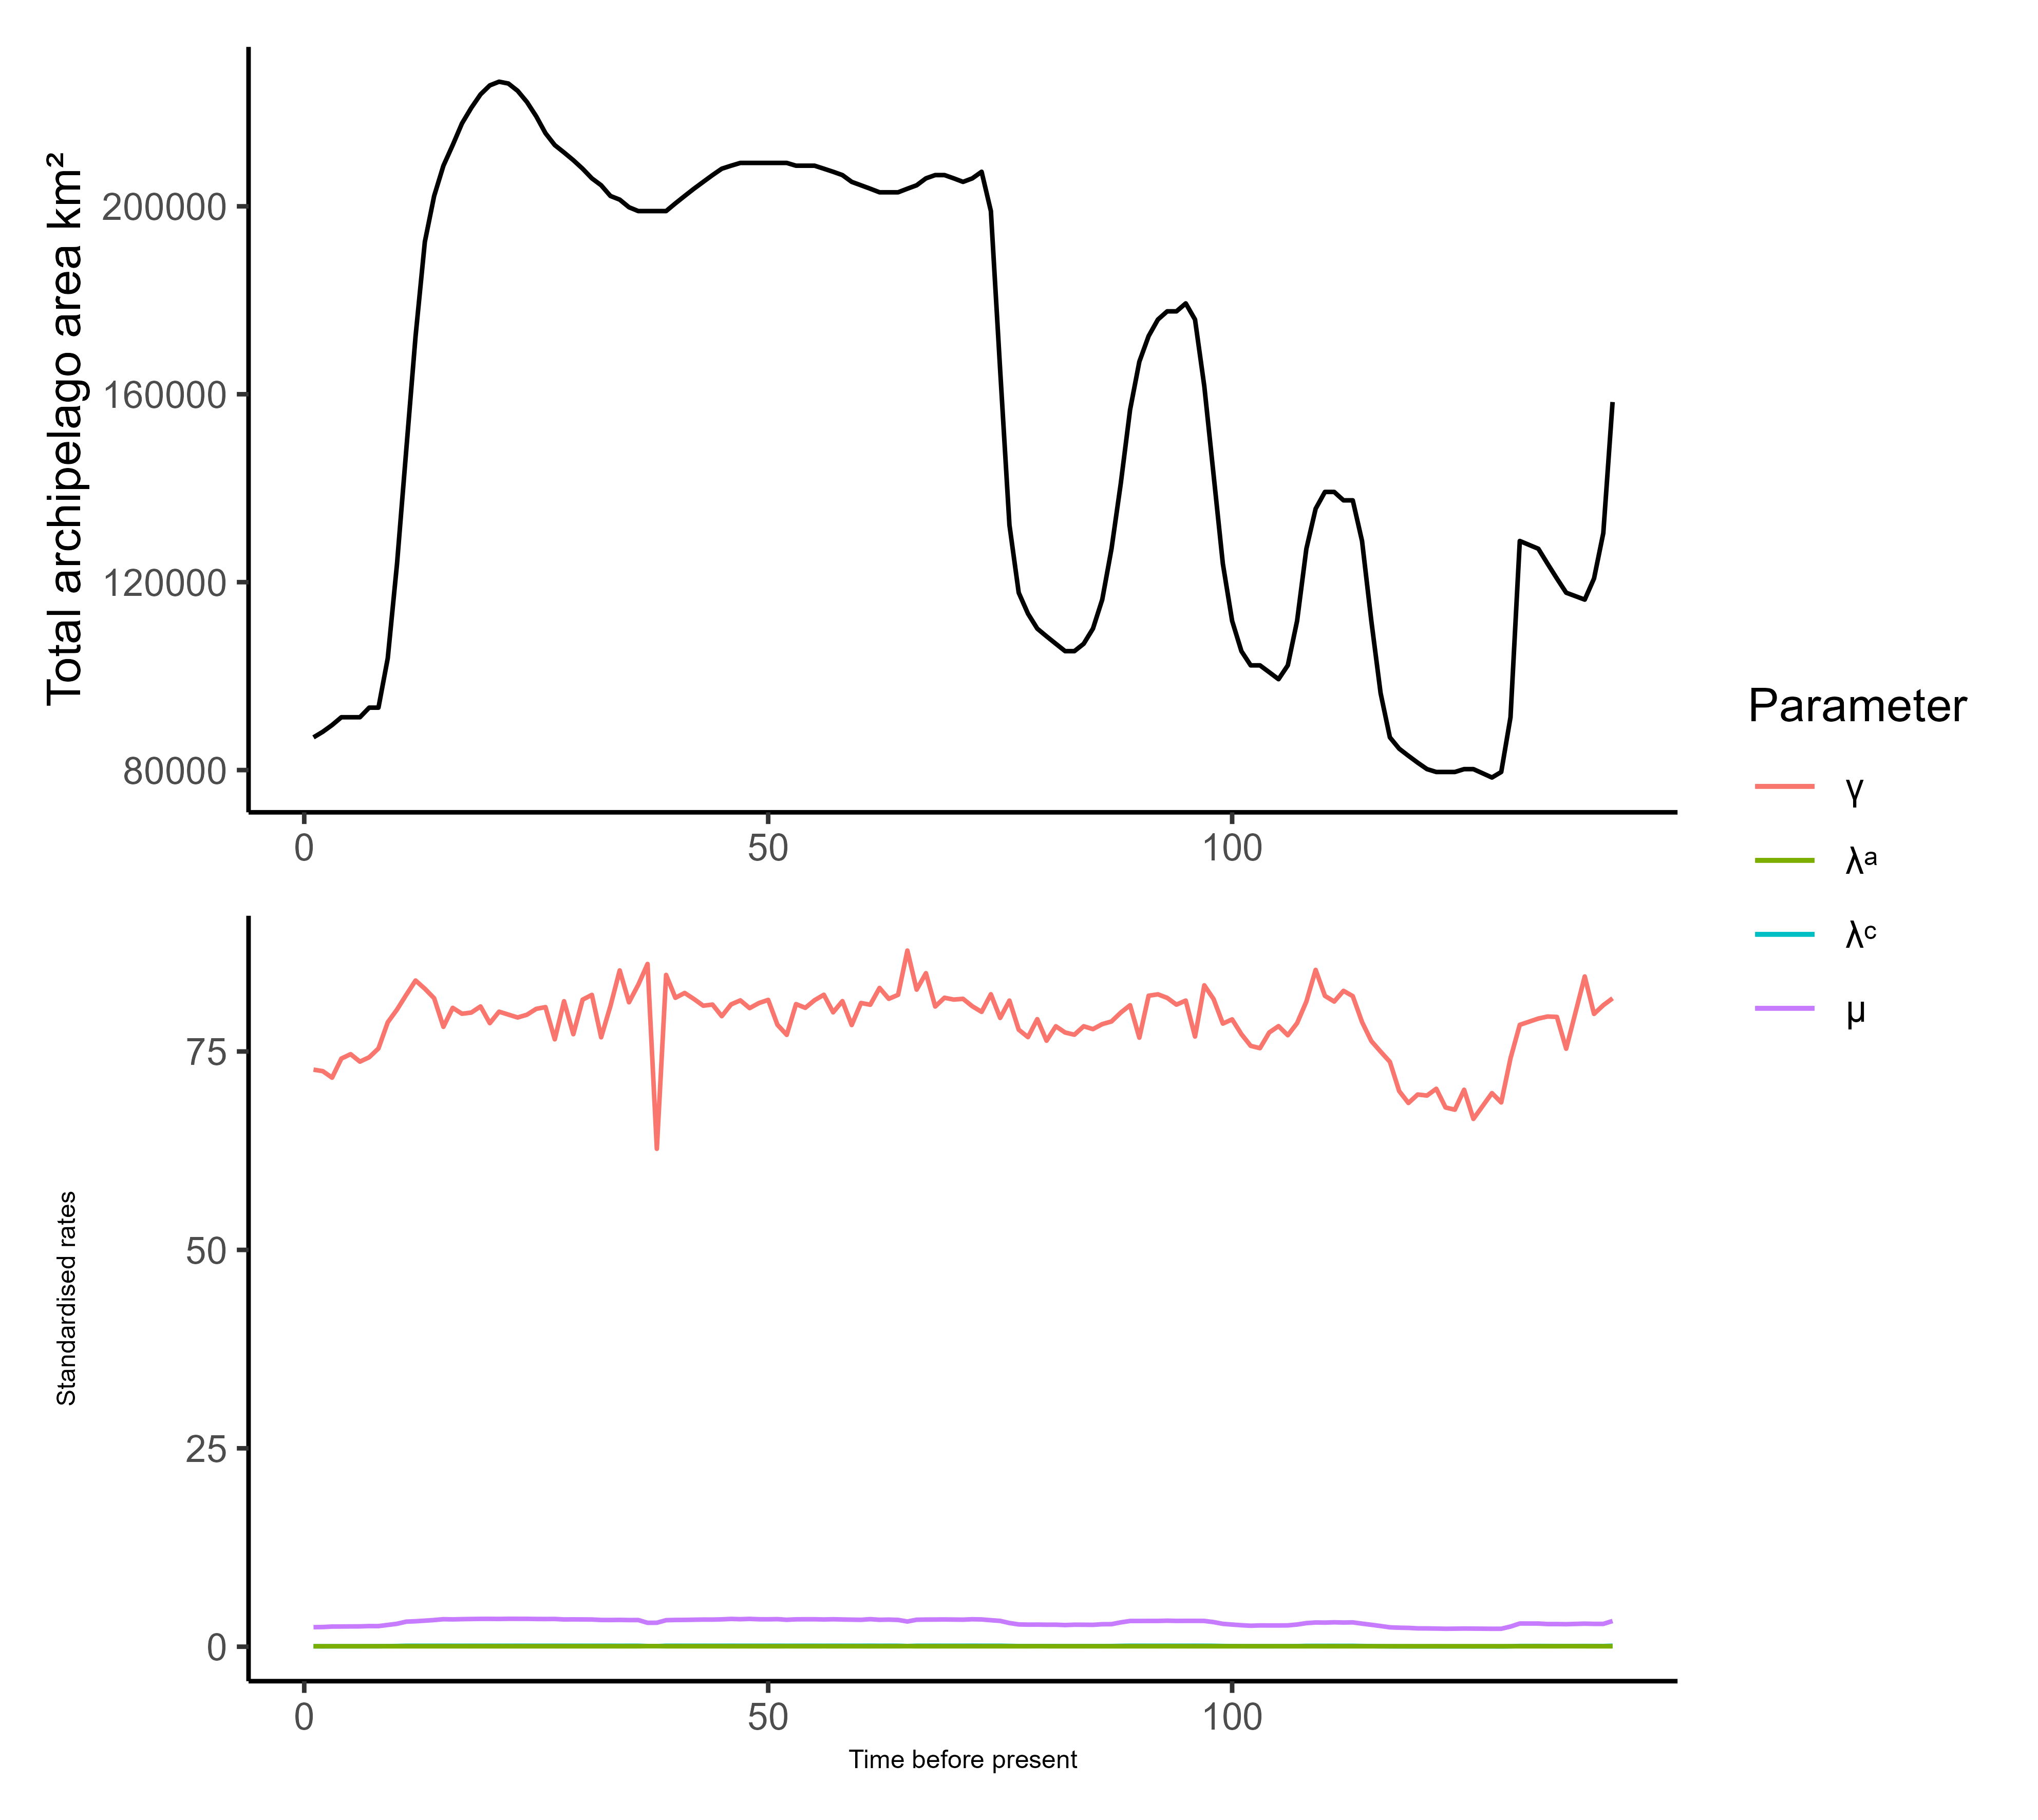 Total archipelago area km²
200000
160000
120000
80000
0 50 100
Parameter
γ
λᵃ
λᶜ
μ
Standardised rates
75
50
25
0
0 50 100
Time before present